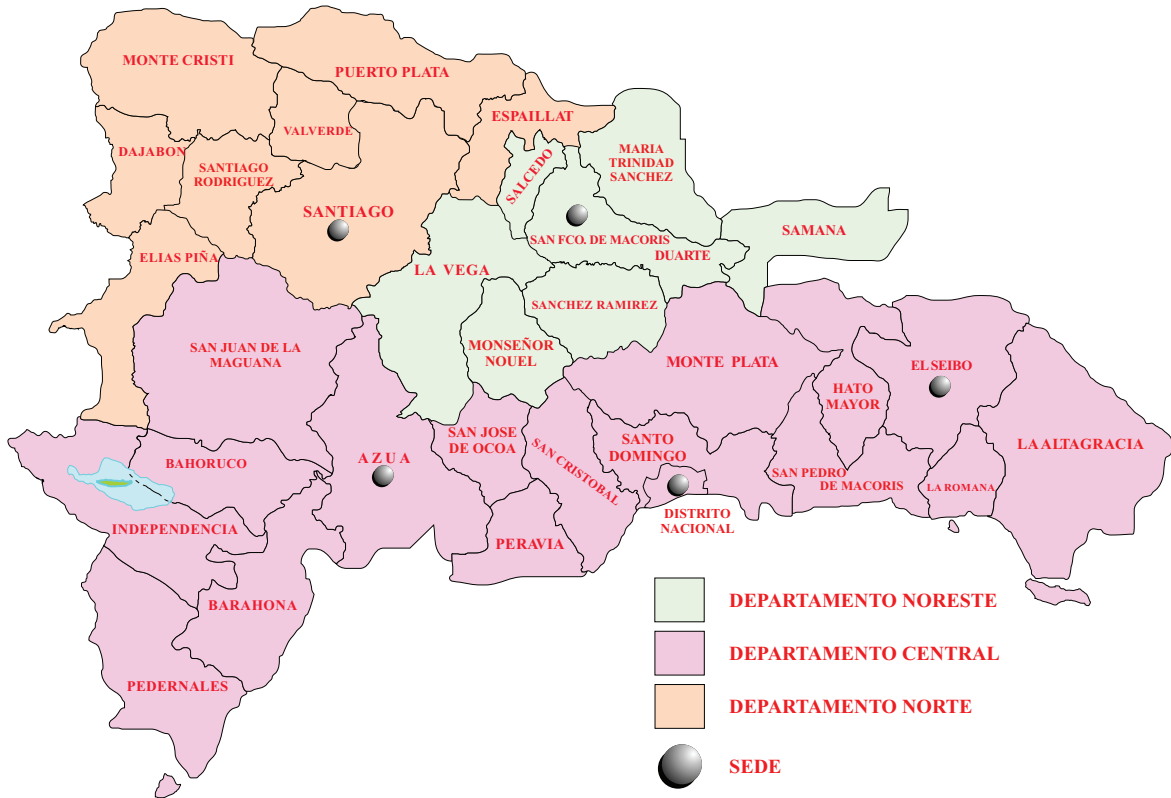 MONTE CRISTI
PUERTO PLATA
ESPAILLAT
VALVERDE
DAJABON
SANTIAGO
RODRIGUEZ
SALCEDO
MARIA
TRINIDAD
SANCHEZ
SANTIAGO
SAN FCO. DE MACORIS
DUARTE
SAMANA
ELIAS PIÑA
LA VEGA
SANCHEZ RAMIREZ
SAN JUAN DE LA
MAGUANA
MONSEÑOR
NOUEL
MONTE PLATA
HATO
MAYOR
EL SEIBO
LA ALTAGRACIA
BAHORUCO
AZUA
SAN JOSE
DE OCOA
SAN CRISTOBAL
SANTO
DOMINGO
SAN PEDRO
DE MACORIS
LA ROMANA
INDEPENDENCIA
PERAVIA
DISTRITO
NACIONAL
BARAHONA
PEDERNALES
DEPARTAMENTO NORESTE
DEPARTAMENTO CENTRAL
DEPARTAMENTO NORTE
SEDE